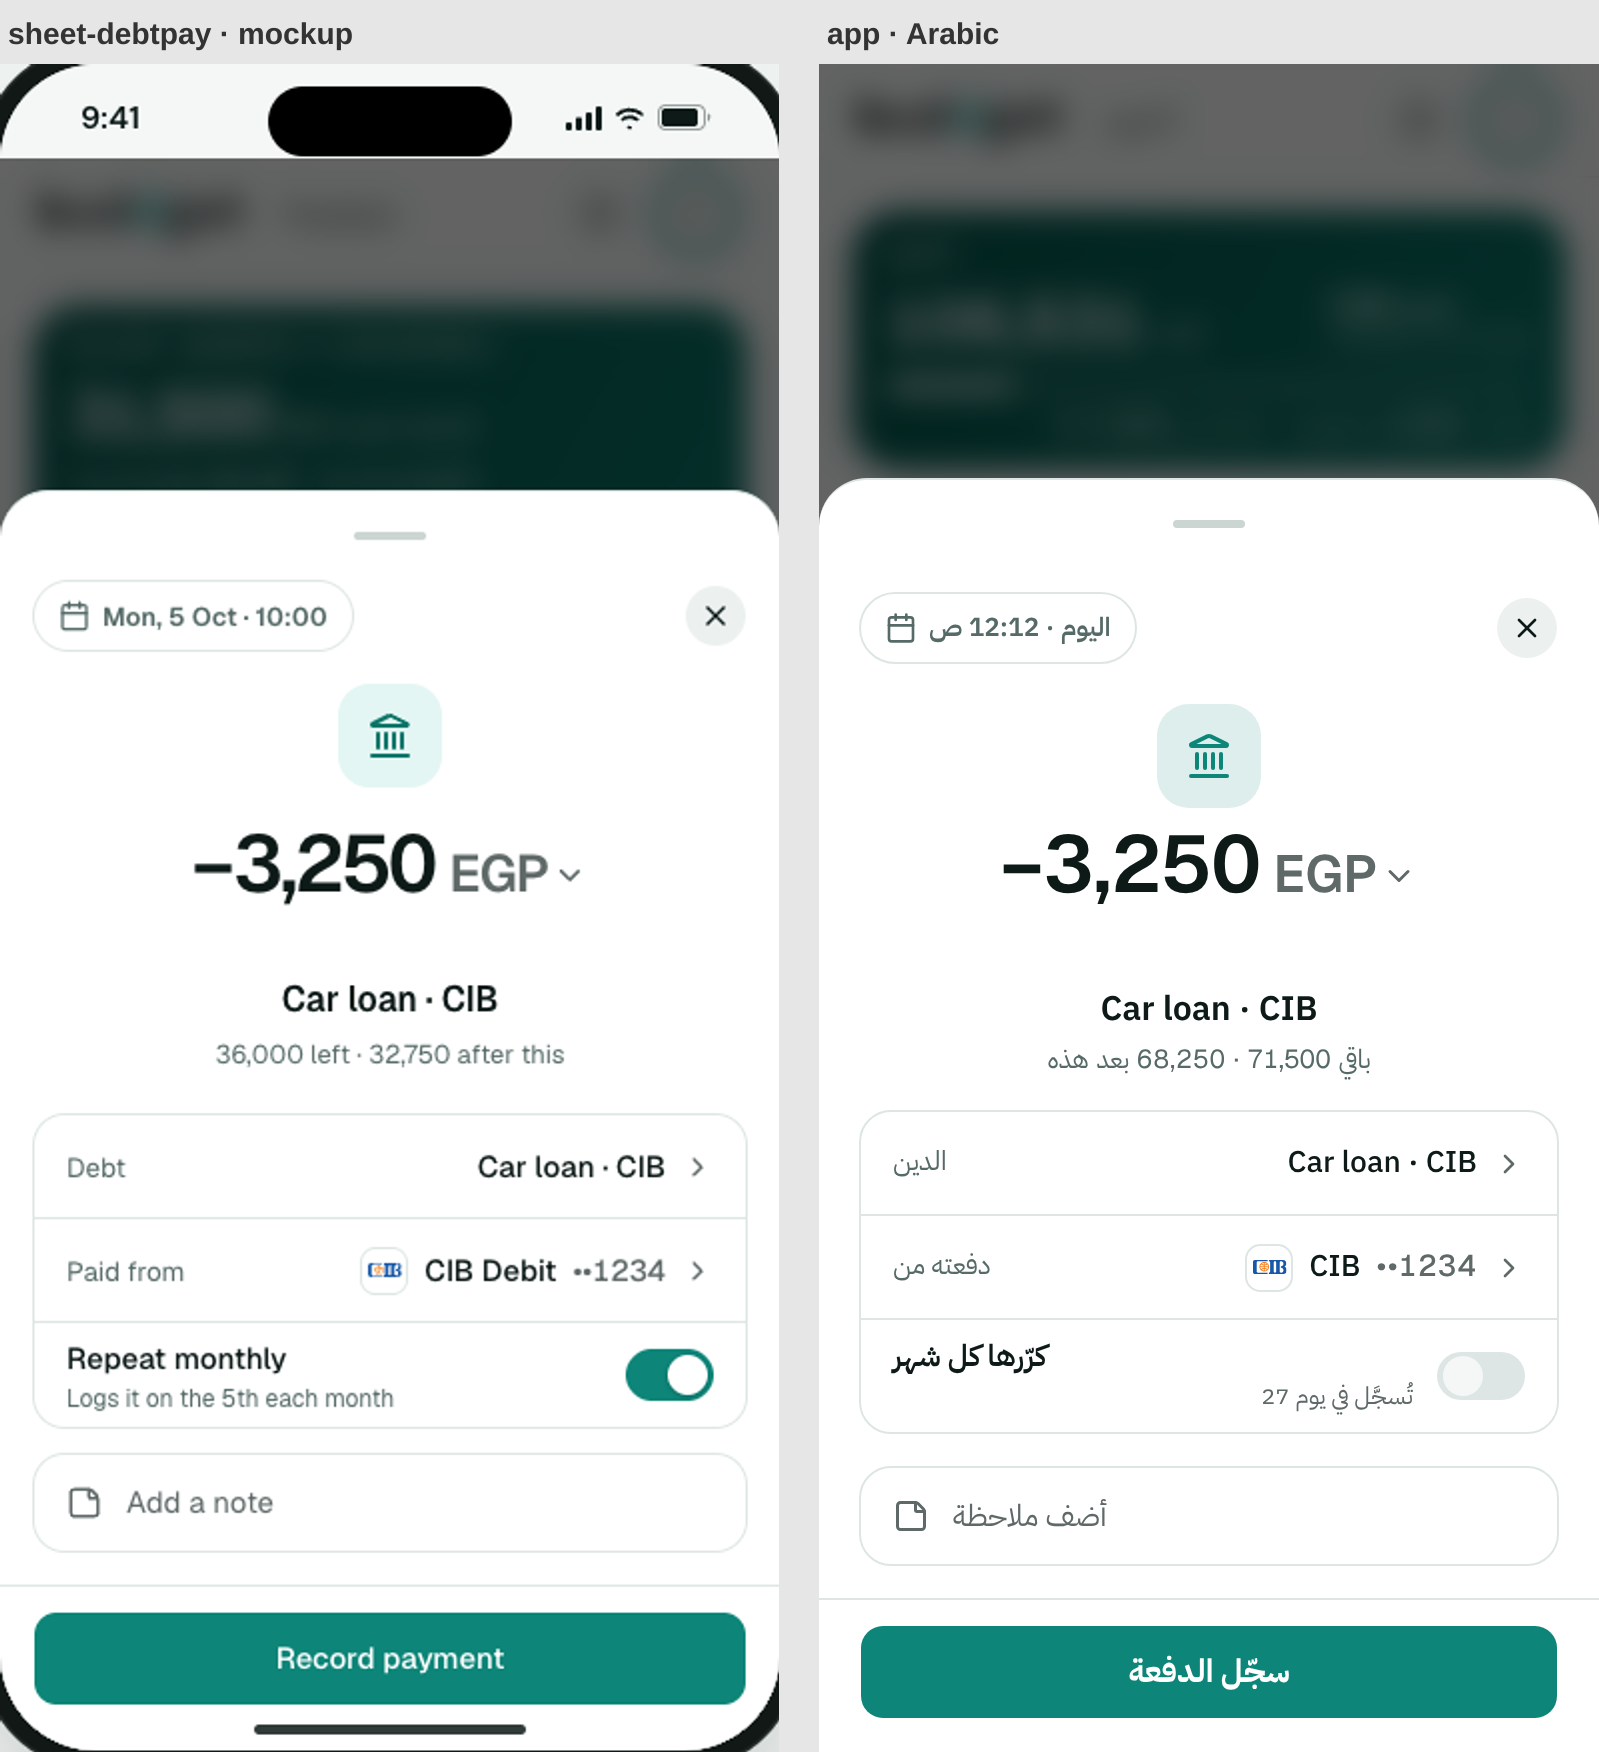 sheet-debtpay · mockup
9:41
Mon, 5 Oct · 10:00
−3,250 EGP
Car loan · CIB
36,000 left · 32,750 after this
Debt
Car loan · CIB
Paid from
CIB
CIB Debit ••1234
Repeat monthly
Logs it on the 5th each month
Add a note
Record payment
app · Arabic
اليوم · 12:12 ص
−3,250 EGP
Car loan · CIB
باقي 71,500 · 68,250 بعد هذه
الدين
Car loan · CIB
دفعته من
CIB
CIB ••1234
كرّرها كل شهر
تُسجَّل في يوم 27
أضف ملاحظة
سجّل الدفعة